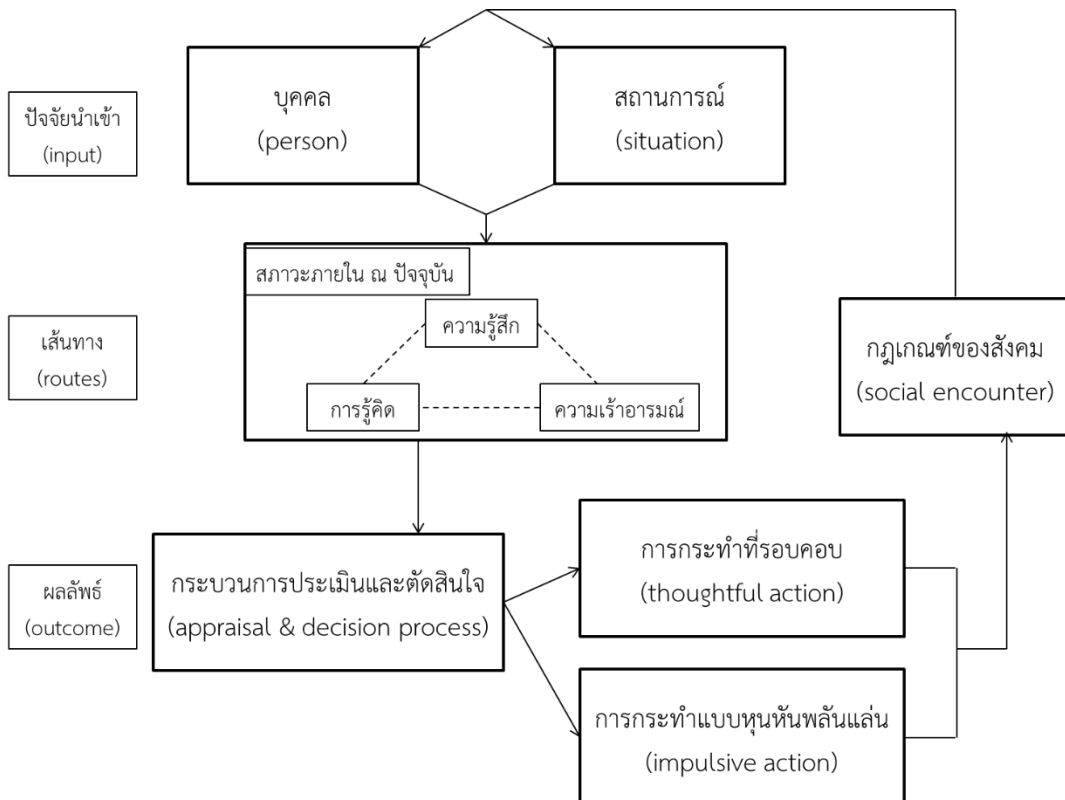 บุคคล
(person)
สถานการณ์
(situation)
ปัจจัยนำเข้า
(input)
สภาวะภายใน ณ ปัจจุบัน
ความรู้สึก
การรู้คิด
ความเร้าอารมณ์
เส้นทาง
(routes)
กฎเกณฑ์ของสังคม
(social encounter)
ผลลัพธ์
(outcome)
กระบวนการประเมินและตัดสินใจ
(appraisal & decision process)
การกระทำที่รอบคอบ
(thoughtful action)
การกระทำแบบหุนหันพลันแล่น
(impulsive action)